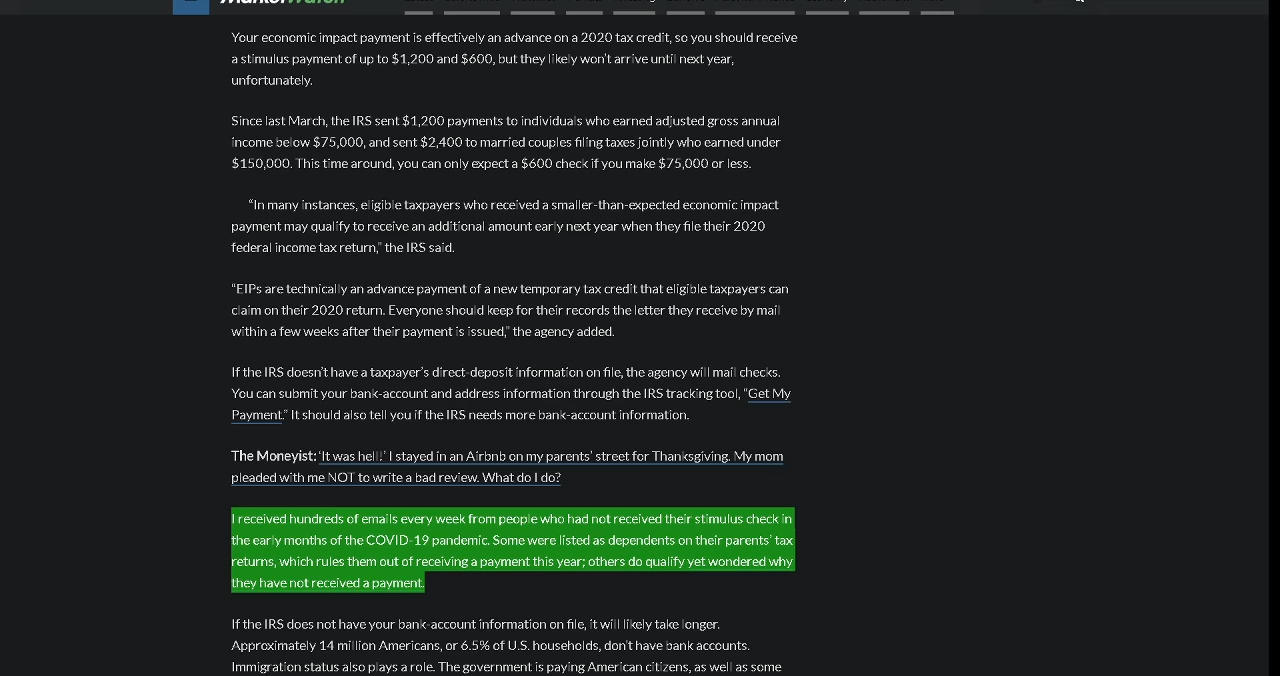 MarketWatch
Your economic impact payment is effectively an advance on a 2020 tax credit, so you should receive
a stimulus payment of up to $1,200 and $600, but they likely won’t arrive until next year,
unfortunately.
Since last March, the IRS sent $1,200 payments to individuals who earned adjusted gross annual
income below $75,000, and sent $2,400 to married couples filing taxes jointly who earned under
$150,000. This time around, you can only expect a $600 check if you make $75,000 or less.
“In many instances, eligible taxpayers who received a smaller-than-expected economic impact
payment may qualify to receive an additional amount early next year when they file their 2020
federal income tax return,” the IRS said.
“EIPs are technically an advance payment of a new temporary tax credit that eligible taxpayers can
claim on their 2020 return. Everyone should keep for their records the letter they receive by mail
within a few weeks after their payment is issued,” the agency added.
If the IRS doesn’t have a taxpayer’s direct-deposit information on file, the agency will mail checks.
You can submit your bank-account and address information through the IRS tracking tool, “Get My
Payment.” It should also tell you if the IRS needs more bank-account information.
The Moneyist: ‘It was hell!’ I stayed in an Airbnb on my parents’ street for Thanksgiving. My mom
pleaded with me NOT to write a bad review. What do I do?
I received hundreds of emails every week from people who had not received their stimulus check in
the early months of the COVID-19 pandemic. Some were listed as dependents on their parents’ tax
returns, which rules them out of receiving a payment this year; others do qualify yet wondered why
they have not received a payment.
If the IRS does not have your bank-account information on file, it will likely take longer.
Approximately 14 million Americans, or 6.5% of U.S. households, don’t have bank accounts.
Immigration status also plays a role. The government is paying American citizens, as well as some